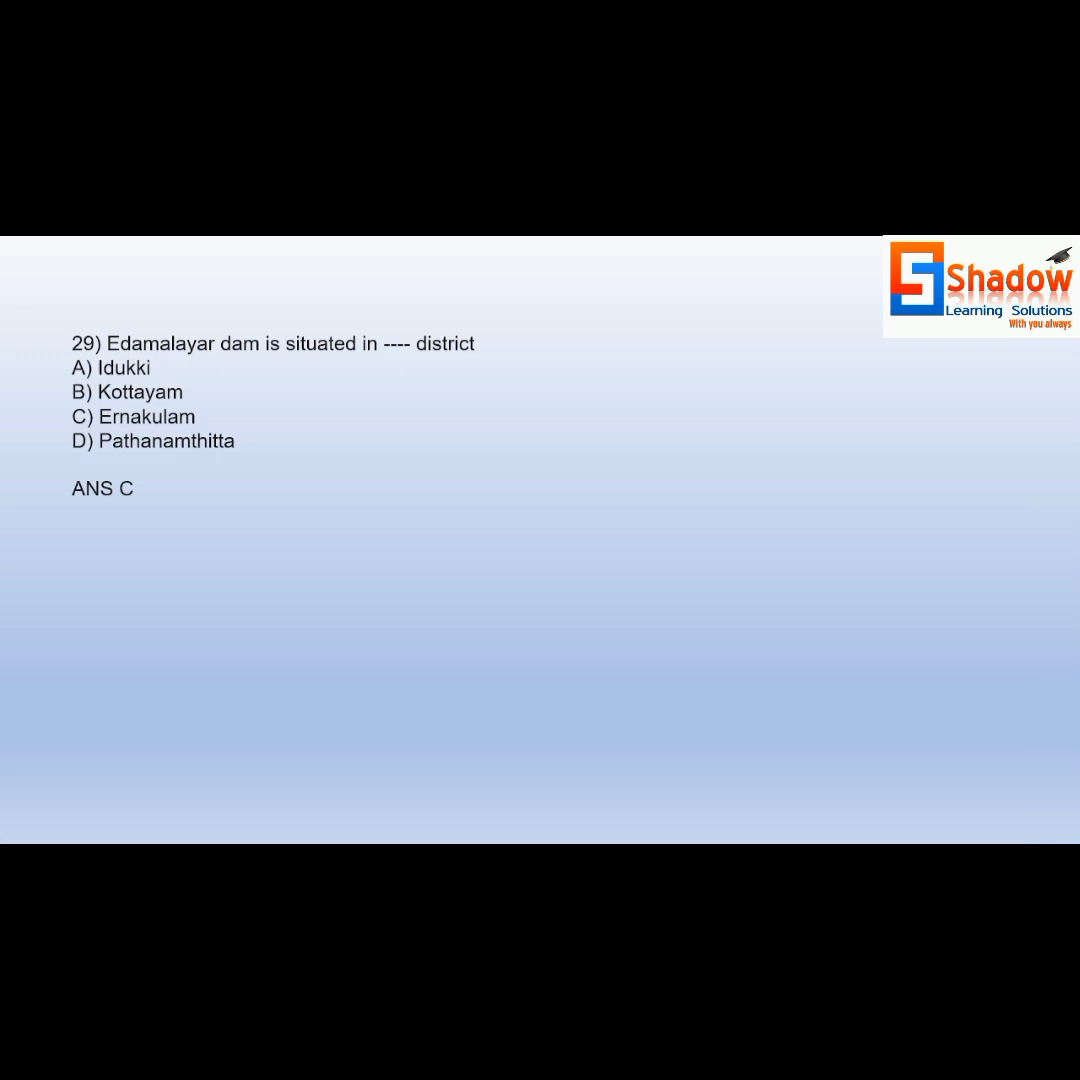 Shadow
Learning Solutions
With you always
29) Edamalayar dam is situated in ---- district
A) Idukki
B) Kottayam
C) Ernakulam
D) Pathanamthitta
ANS C